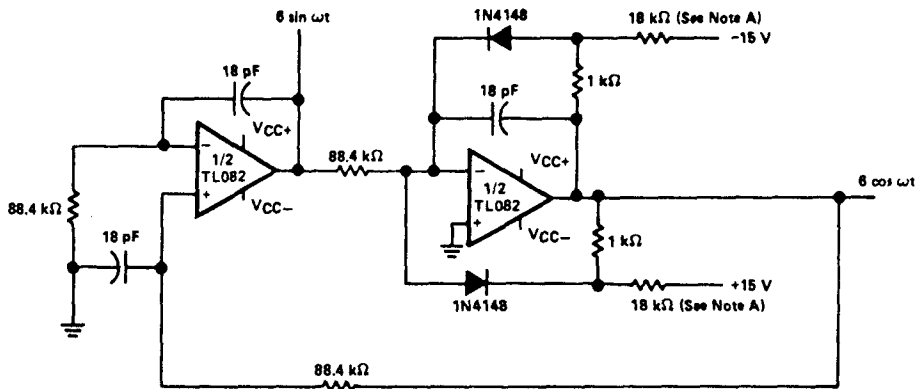 6 sin ωt
1N4148
18 kΩ (See Note A)
−15 V
18 pF
1 kΩ
18 pF
−
VCC+
1/2
TL082
+
VCC−
88.4 kΩ
88.4 kΩ
−
VCC+
1/2
TL082
+
VCC−
6 cos ωt
18 pF
1 kΩ
1N4148
+15 V
18 kΩ (See Note A)
88.4 kΩ